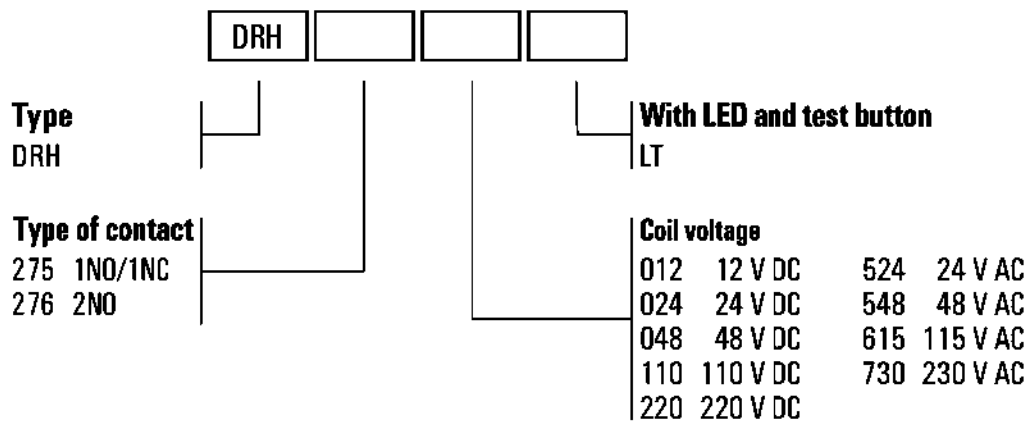 DRH
Type
DRH
With LED and test button
LT
Type of contact
275 1NO/1NC
276 2NO
Coil voltage
012 12 V DC 524 24 V AC
024 24 V DC 548 48 V AC
048 48 V DC 615 115 V AC
110 110 V DC 730 230 V AC
220 220 V DC